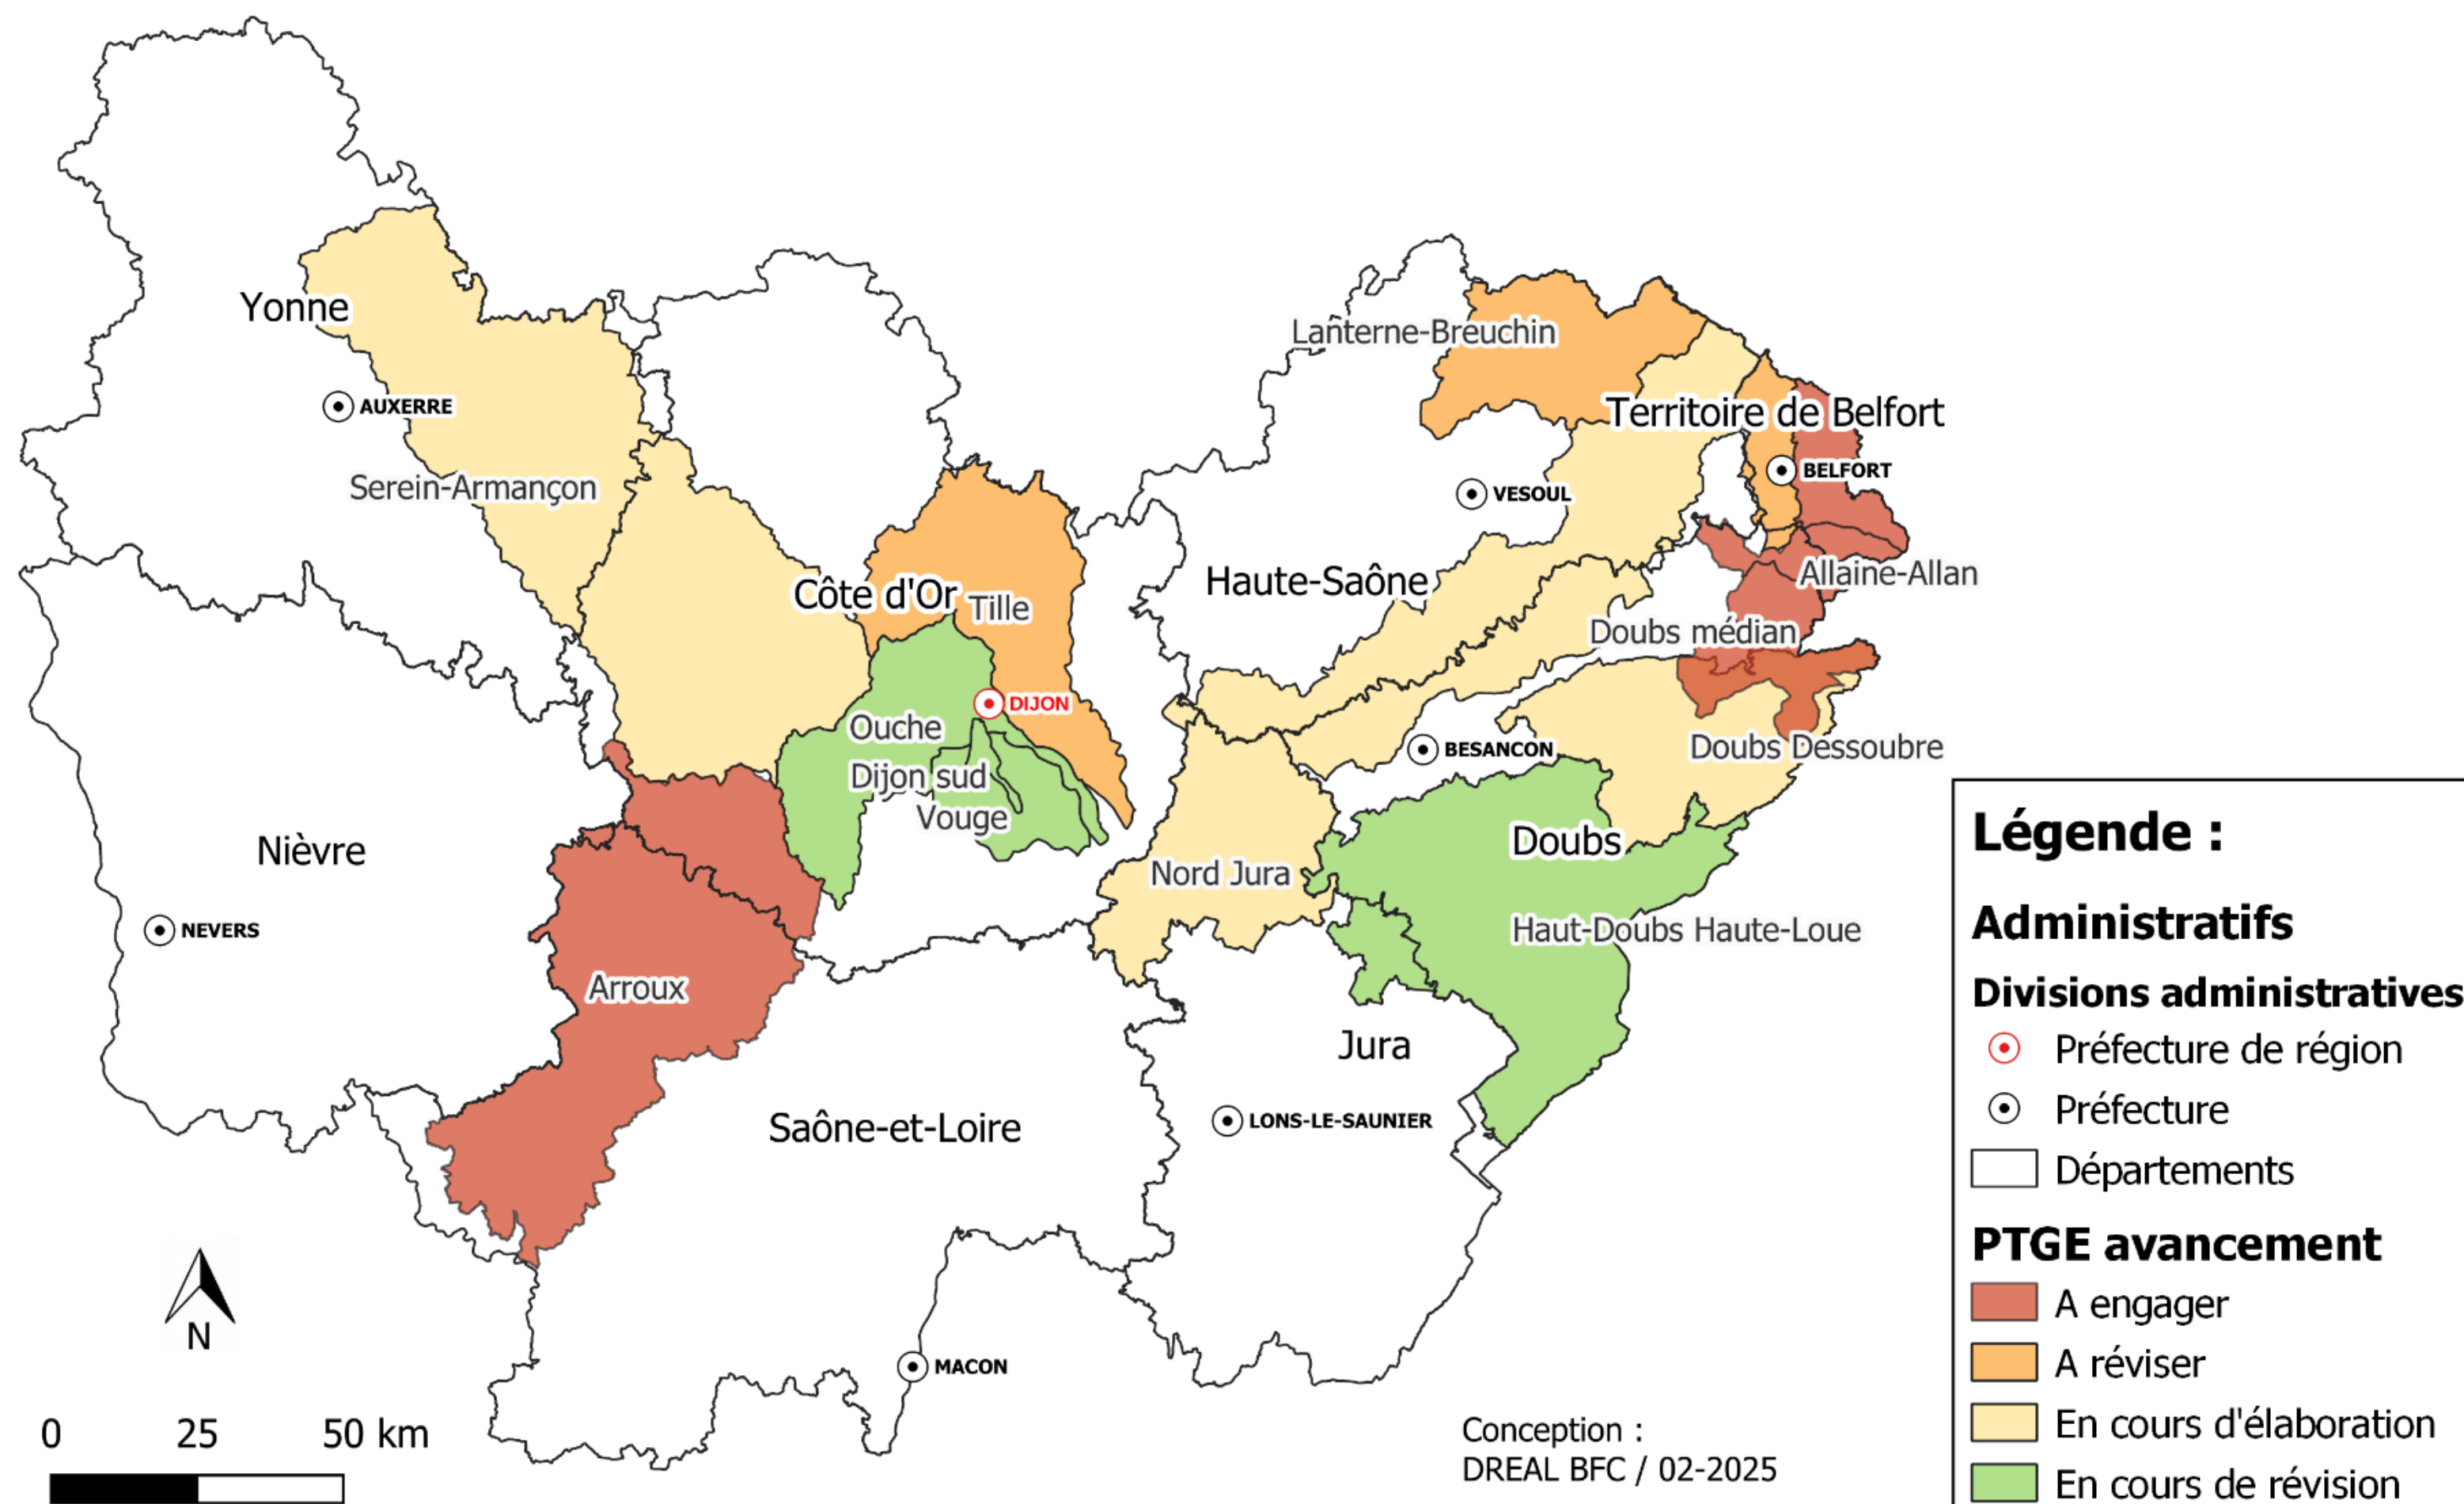 Yonne
AUXERRE
Serein-Armançon
Lanterne-Breuchin
Territoire de Belfort
BELFORT
VESOUL
Côte d'Or
Tille
Haute-Saône
Allaine-Allan
Doubs médian
DIJON
Ouche
Dijon sud
Vouge
BESANCON
Doubs Dessoubre
Nièvre
NEVERS
Nord Jura
Doubs
Haut-Doubs Haute-Loue
Arroux
Jura
Saône-et-Loire
LONS-LE-SAUNIER
MACON
N
0 25 50 km
Conception :
DREAL BFC / 02-2025
Légende :
Administratifs
Divisions administratives
Préfecture de région
Préfecture
Départements
PTGE avancement
A engager
A réviser
En cours d'élaboration
En cours de révision